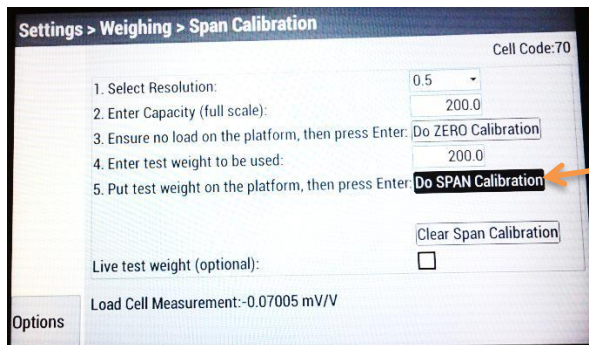 Settings > Weighing > Span Calibration
Cell Code:70
1. Select Resolution: 0.5
2. Enter Capacity (full scale): 200.0
3. Ensure no load on the platform, then press Enter: Do ZERO Calibration
4. Enter test weight to be used: 200.0
5. Put test weight on the platform, then press Enter: Do SPAN Calibration
Clear Span Calibration
Live test weight (optional):
Load Cell Measurement:-0.07005 mV/V
Options